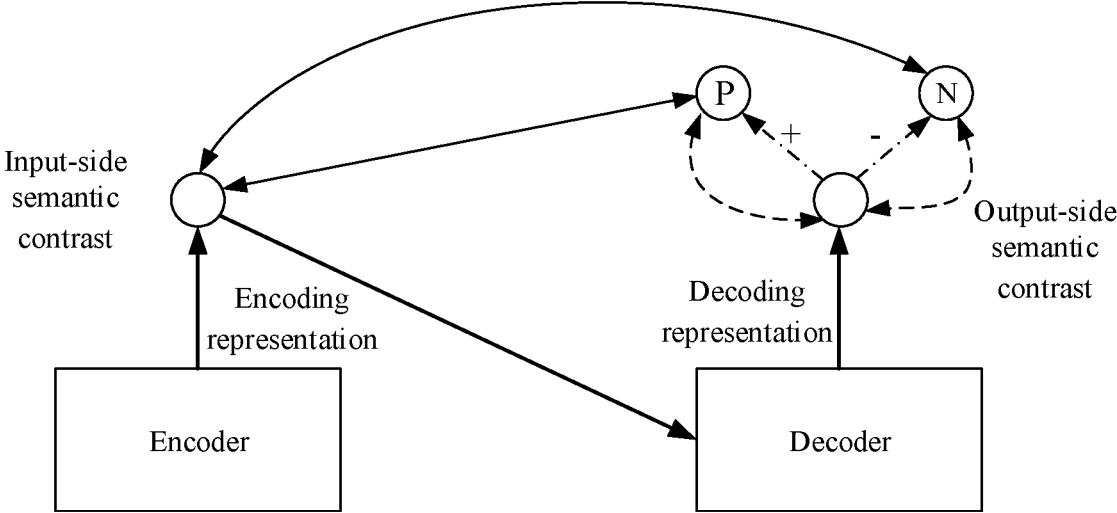 P
N
+
-
Input-side
semantic
contrast
Output-side
semantic
contrast
Encoding
representation
Decoding
representation
Encoder
Decoder